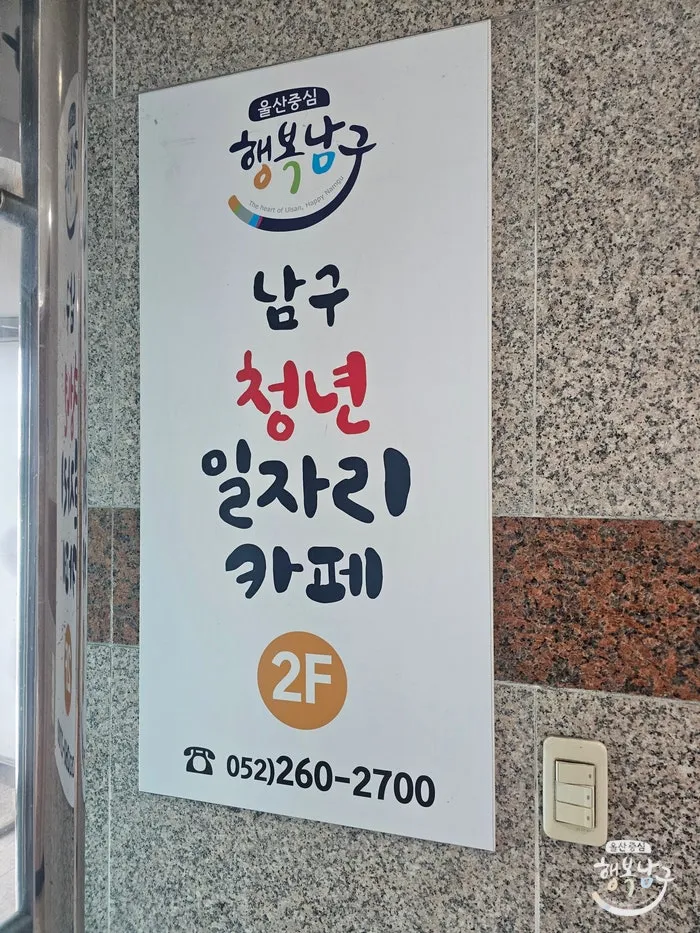 울산중심
행복남구
The heart of Ulsan, Happy Namgu
남구
청년
일자리
카페
2F
052)260-2700
울산중심
행복남구